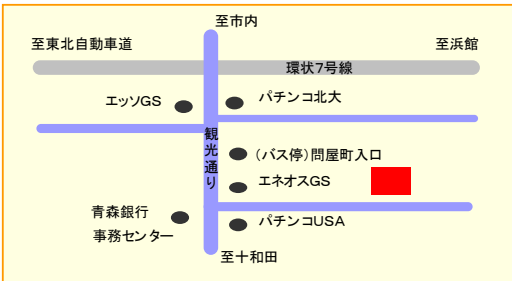 至市内
至東北自動車道
至浜館
環状7号線
エッソGS
パチンコ北大
観光通り
(バス停)問屋町入口
エネオスGS
青森銀行
事務センター
パチンコUSA
至十和田